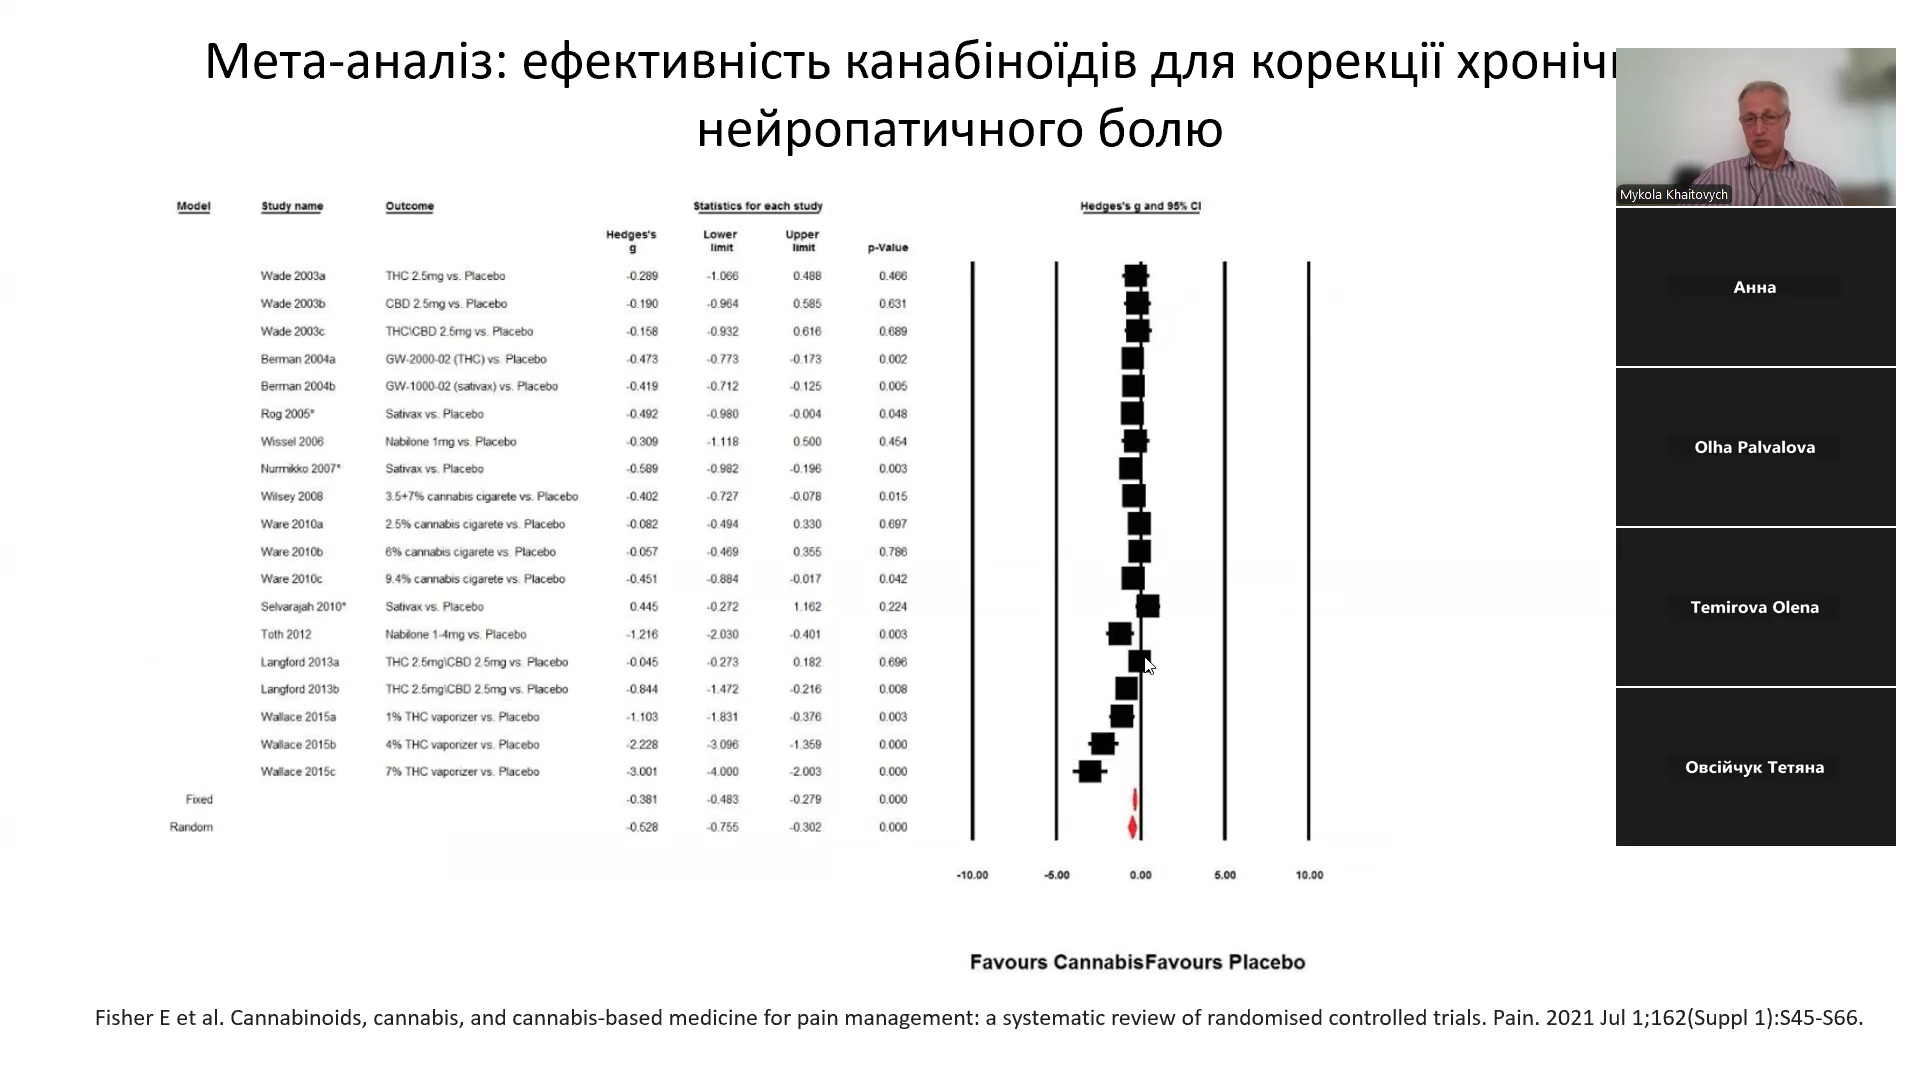 Мета-аналіз: ефективність канабіноїдів для корекції
нейропатичного болю
Mykola Khaitovych
Анна
Olha Palvalova
Temirova Olena
Овсійчук Тетяна
Model Study name Outcome Statistics for each study Hedges's g and 95% CI
Hedges's g Lower limit Upper limit p-Value
Wade 2003a THC 2.5mg vs. Placebo -0.289 -1.066 0.488 0.466
Wade 2003b CBD 2.5mg vs. Placebo -0.190 -0.964 0.585 0.631
Wade 2003c THC\CBD 2.5mg vs. Placebo -0.158 -0.932 0.616 0.689
Berman 2004a GW-2000-02 (THC) vs. Placebo -0.473 -0.773 -0.173 0.002
Berman 2004b GW-1000-02 (sativax) vs. Placebo -0.419 -0.712 -0.125 0.005
Rog 2005* Sativax vs. Placebo -0.492 -0.980 -0.004 0.048
Wissel 2006 Nabilone 1mg vs. Placebo -0.309 -1.118 0.500 0.454
Nurmikko 2007* Sativax vs. Placebo -0.589 -0.982 -0.196 0.003
Wilsey 2008 3.5+7% cannabis cigarete vs. Placebo -0.402 -0.727 -0.078 0.015
Ware 2010a 2.5% cannabis cigarete vs. Placebo -0.082 -0.494 0.330 0.697
Ware 2010b 6% cannabis cigarete vs. Placebo -0.057 -0.469 0.355 0.786
Ware 2010c 9.4% cannabis cigarete vs. Placebo -0.451 -0.884 -0.017 0.042
Selvarajah 2010* Sativax vs. Placebo 0.445 -0.272 1.162 0.224
Toth 2012 Nabilone 1-4mg vs. Placebo -1.216 -2.030 -0.401 0.003
Langford 2013a THC 2.5mg\CBD 2.5mg vs. Placebo -0.045 -0.273 0.182 0.696
Langford 2013b THC 2.5mg\CBD 2.5mg vs. Placebo -0.844 -1.472 -0.216 0.008
Wallace 2015a 1% THC vaporizer vs. Placebo -1.103 -1.831 -0.376 0.003
Wallace 2015b 4% THC vaporizer vs. Placebo -2.228 -3.096 -1.359 0.000
Wallace 2015c 7% THC vaporizer vs. Placebo -3.001 -4.000 -2.003 0.000
Fixed -0.381 -0.483 -0.279 0.000
Random -0.528 -0.755 -0.302 0.000
-10.00 -5.00 0.00 5.00 10.00
Favours Cannabis Favours Placebo
Fisher E et al. Cannabinoids, cannabis, and cannabis-based medicine for pain management: a systematic review of randomised controlled trials. Pain. 2021 Jul 1;162(Suppl 1):S45-S66.